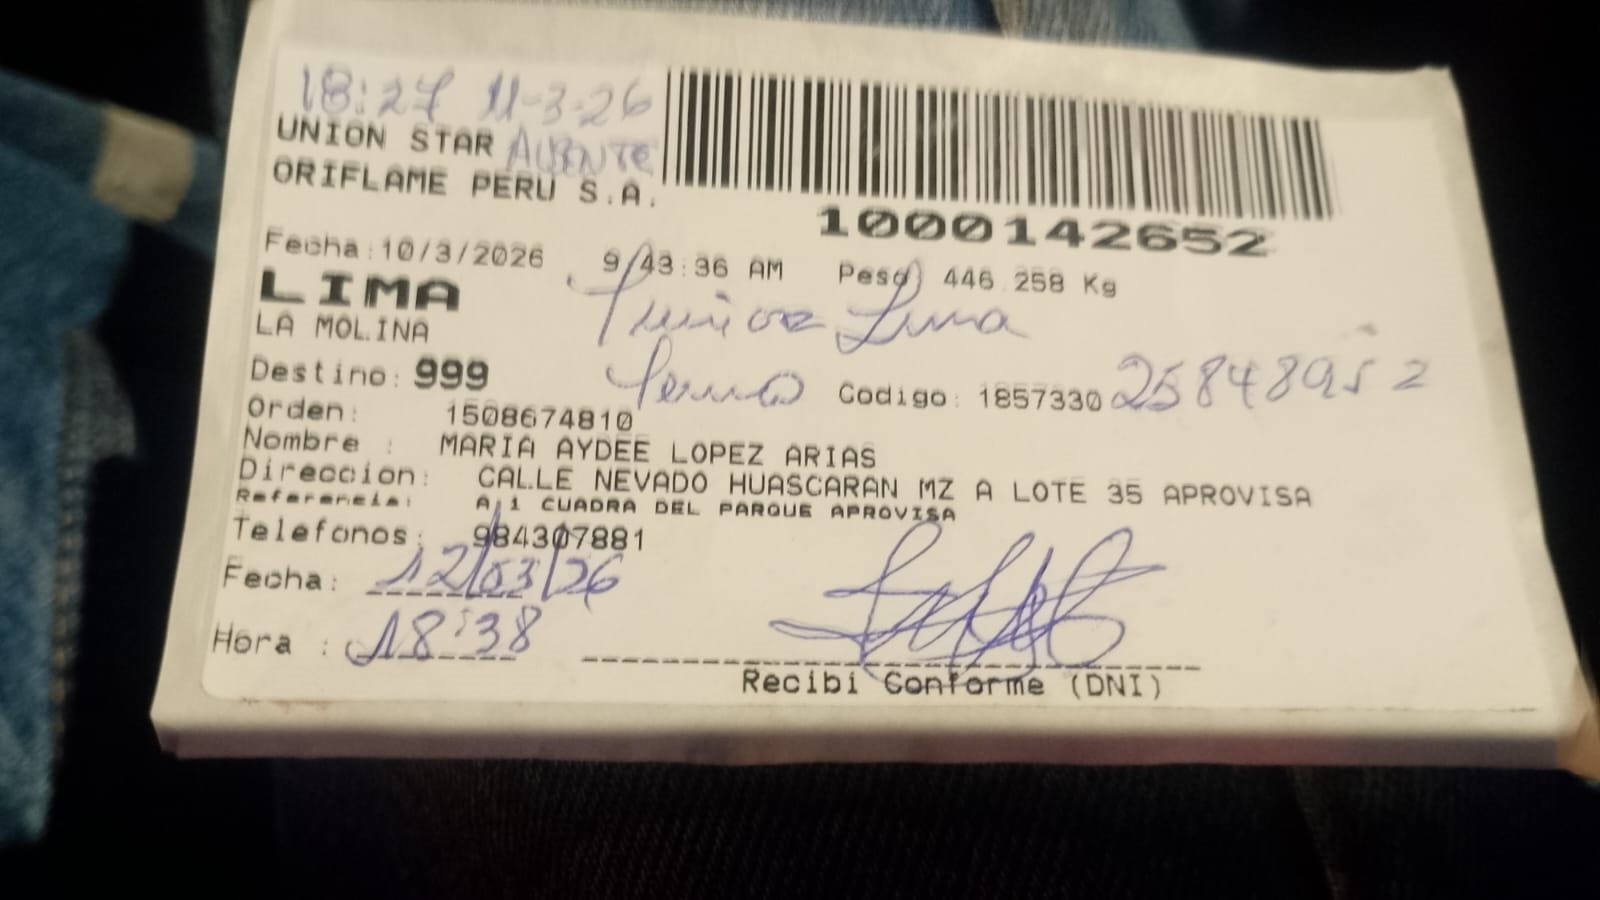 18:27 11-3-26
UNION STAR AUSENTE
ORIFLAME PERU S.A.
1000142652
Fecha:10/3/2026 9/43:36 AM Peso 446.258 Kg
LIMA
LA MOLINA
Luna
Destino: 999
Codigo: 1857330
Orden: 1508674810
Nombre : MARIA AYDEE LOPEZ ARIAS
Direccion: CALLE NEVADO HUASCARAN MZ A LOTE 35 APROVISA
Referencia: A 1 CUADRA DEL PARQUE APROVISA
Telefonos: 984307881
Fecha: 12/03/26
Hora : 18:38
Recibi Conforme (DNI)